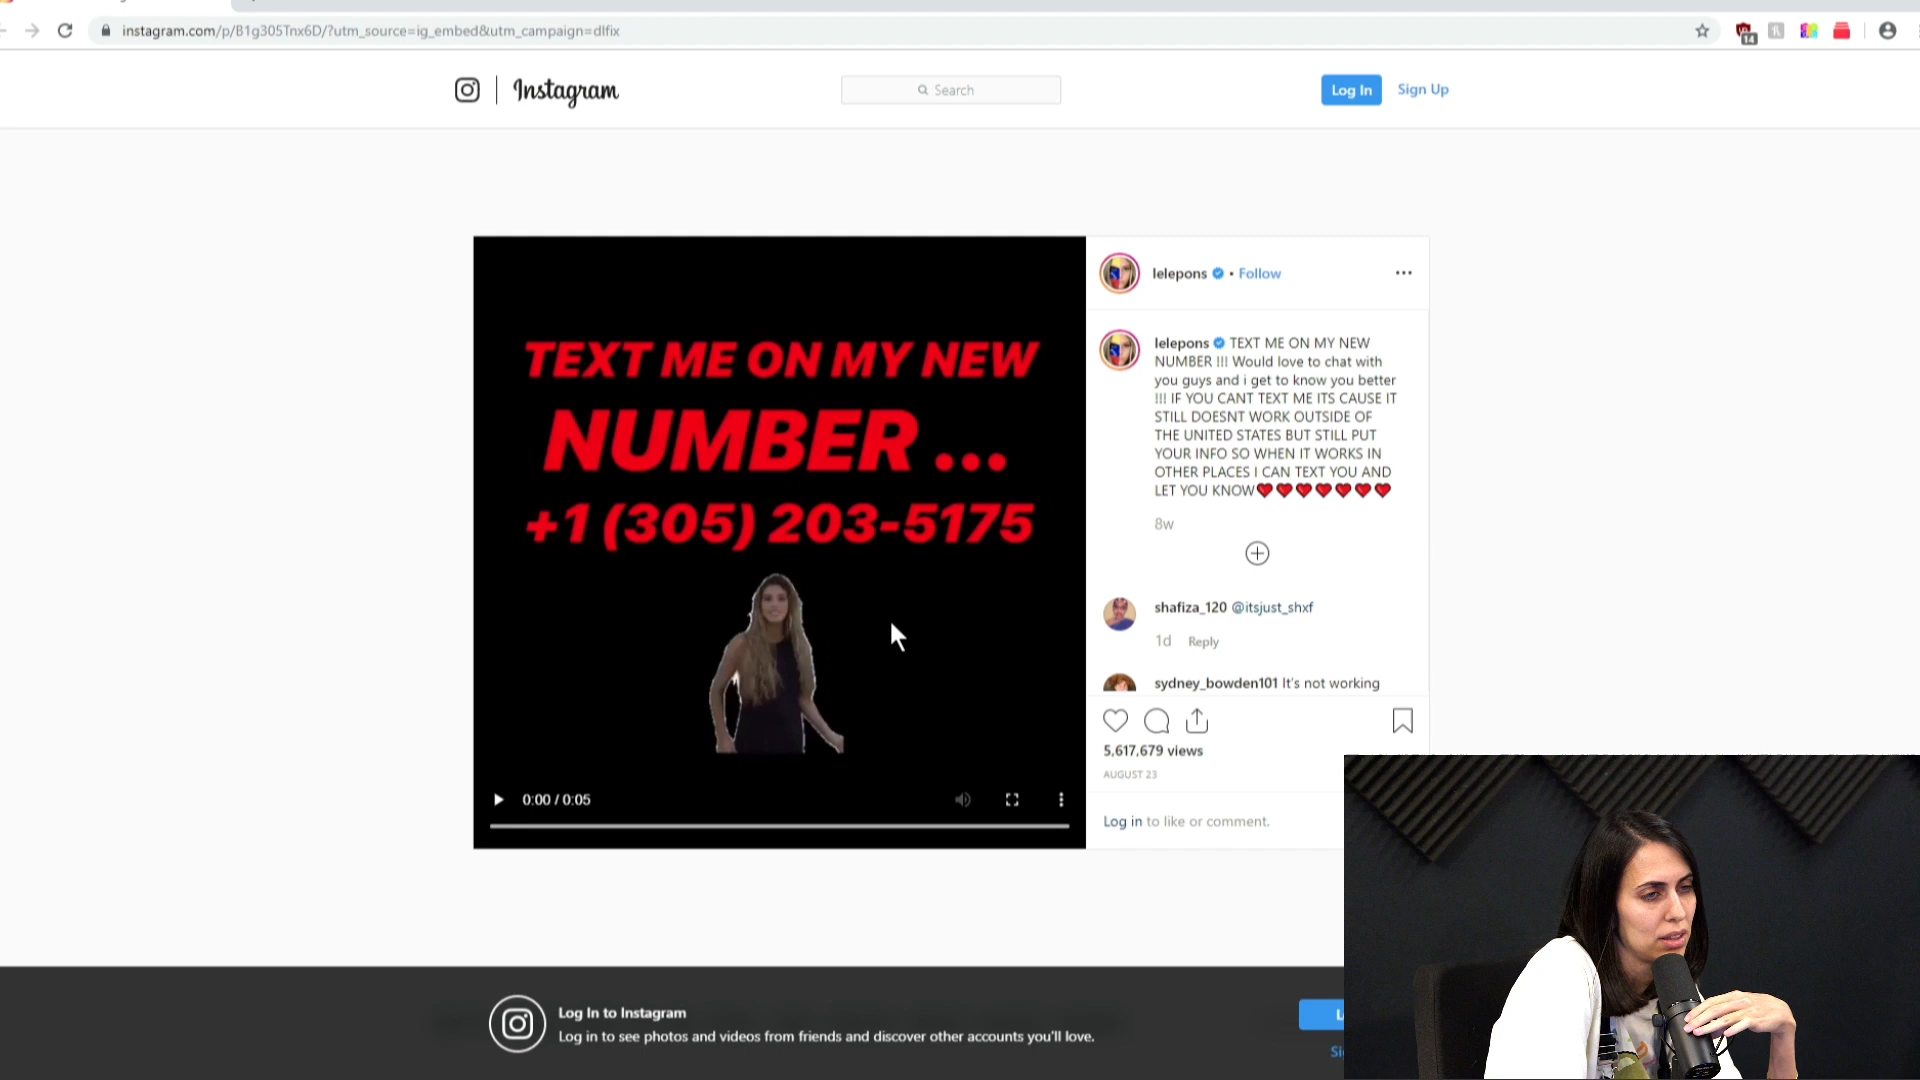 instagram.com/p/B1g305Tnx6D/?utm_source=ig_embed&utm_campaign=dlfix
14
Instagram
Search
Log In
Sign Up
TEXT ME ON MY NEW
NUMBER ...
+1 (305) 203-5175
0:00 / 0:05
lelepons • Follow
lelepons TEXT ME ON MY NEW
NUMBER !!! Would love to chat with
you guys and i get to know you better
!!! IF YOU CANT TEXT ME ITS CAUSE IT
STILL DOESNT WORK OUTSIDE OF
THE UNITED STATES BUT STILL PUT
YOUR INFO SO WHEN IT WORKS IN
OTHER PLACES I CAN TEXT YOU AND
LET YOU KNOW❤❤❤❤❤❤❤
8w
shafiza_120 @itsjust_shxf
1d Reply
sydney_bowden101 It's not working
5,617,679 views
AUGUST 23
Log in to like or comment.
Log In to Instagram
Log in to see photos and videos from friends and discover other accounts you'll love.